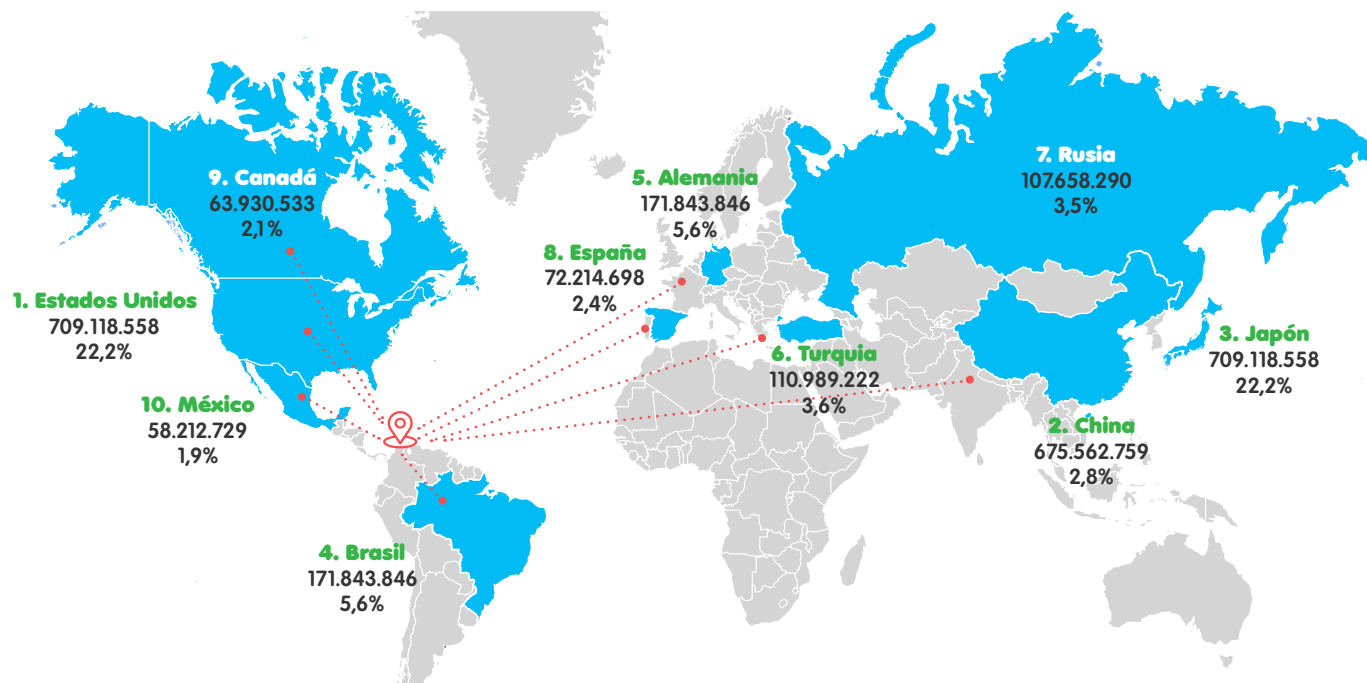 1. Estados Unidos
709.118.558
22,2%
2. China
675.562.759
2,8%
3. Japón
709.118.558
22,2%
4. Brasil
171.843.846
5,6%
5. Alemania
171.843.846
5,6%
6. Turquia
110.989.222
3,6%
7. Rusia
107.658.290
3,5%
8. España
72.214.698
2,4%
9. Canadá
63.930.533
2,1%
10. México
58.212.729
1,9%